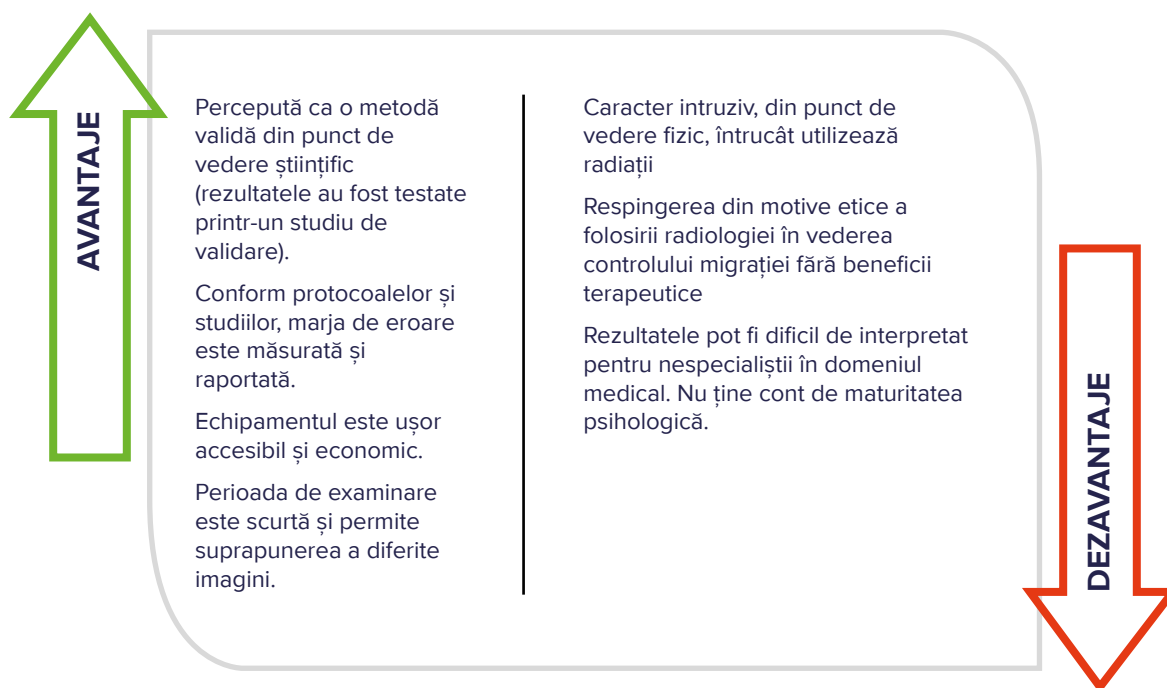 AVANTAJE
Percepută ca o metodă
validă din punct de
vedere științific
(rezultatele au fost testate
printr-un studiu de
validare).
Conform protocoalelor și
studiilor, marja de eroare
este măsurată și
raportată.
Echipamentul este ușor
accesibil și economic.
Perioada de examinare
este scurtă și permite
suprapunerea a diferite
imagini.
Caracter intruziv, din punct de
vedere fizic, întrucât utilizează
radiații
Respingerea din motive etice a
folosirii radiologiei în vederea
controlului migrației fără beneficii
terapeutice
Rezultatele pot fi dificil de interpretat
pentru nespecialiștii în domeniul
medical. Nu ține cont de maturitatea
psihologică.
DEZAVANTAJE